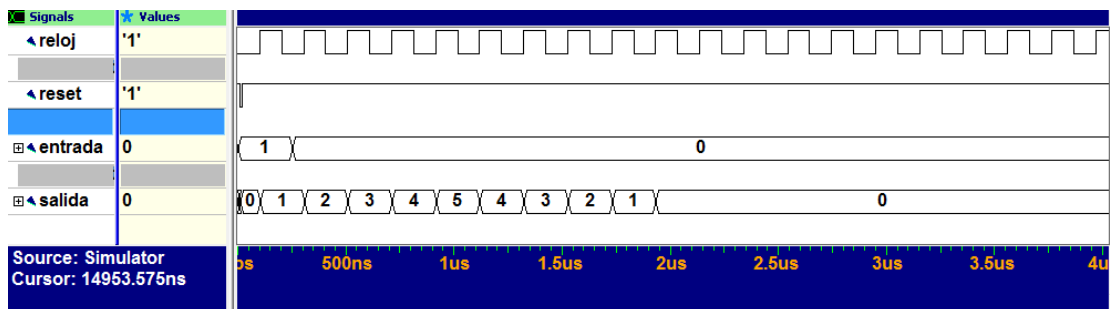 Signals Values
reloj '1'
reset '1'
entrada 0 1 0
salida 0 0 1 2 3 4 5 4 3 2 1 0
Source: Simulator
Cursor: 14953.575ns
ps 500ns 1us 1.5us 2us 2.5us 3us 3.5us 4u